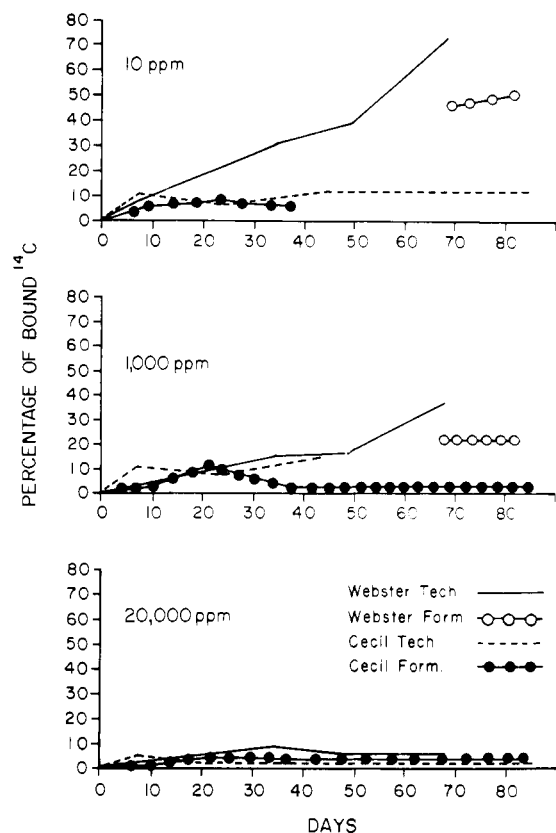 PERCENTAGE OF BOUND ¹⁴C
80
70
60
50
40
30
20
10
0
10 ppm
0 10 20 30 40 50 60 70 80
80
70
60
50
40
30
20
10
0
1,000 ppm
0 10 20 30 40 50 60 70 80
80
70
60
50
40
30
20
10
0
20,000 ppm
Webster Tech
Webster Form
Cecil Tech
Cecil Form.
0 10 20 30 40 50 60 70 80
DAYS